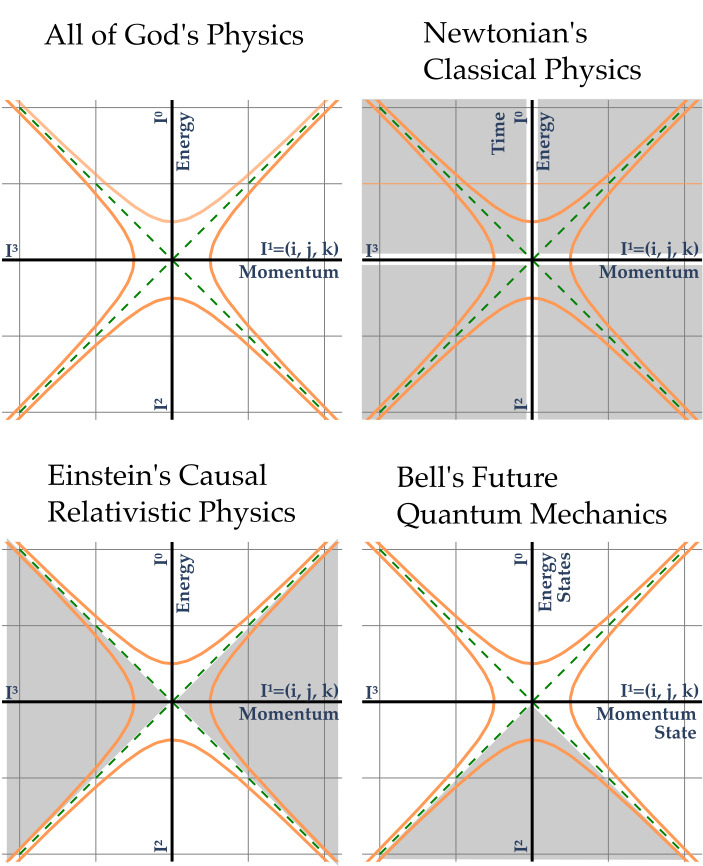 All of God's Physics
I⁰
Energy
I³
I¹=(i, j, k)
Momentum
I²
Newtonian's
Classical Physics
Time
I⁰
Energy
I³
I¹=(i, j, k)
Momentum
I²
Einstein's Causal
Relativistic Physics
I⁰
Energy
I³
I¹=(i, j, k)
Momentum
I²
Bell's Future
Quantum Mechanics
I⁰
Energy
States
I³
I¹=(i, j, k)
Momentum
State
I²